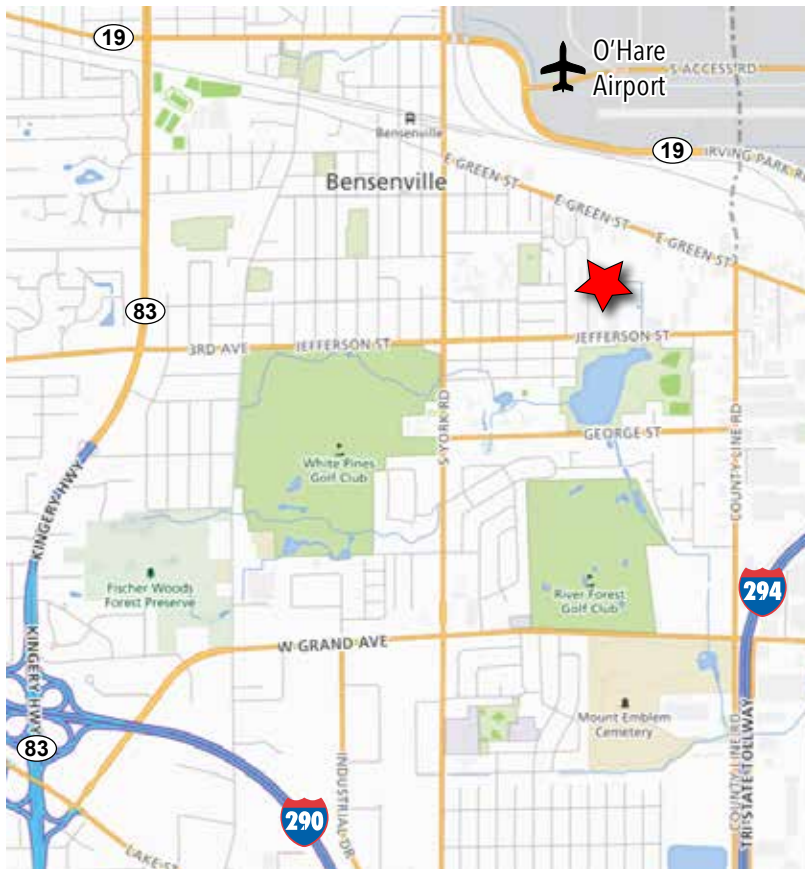 19
O'Hare
Airport
S ACCESS RD
Bensenville
19
IRVING PARK R
E GREEN ST
Bensenville
E GREEN ST
E GREEN ST
83
3RD AVE
JEFFERSON ST
JEFFERSON ST
S YORK RD
COUNTY LINE RD
GEORGE ST
White Pines
Golf Club
KINGERY HWY
294
Fischer Woods
Forest Preserve
River Forest
Golf Club
W GRAND AVE
KINGERY HWY
83
Mount Emblem
Cemetery
COUNTY LINE RD
TRISTATE TOLLWAY
INDUSTRIAL DR
290
LAKE ST